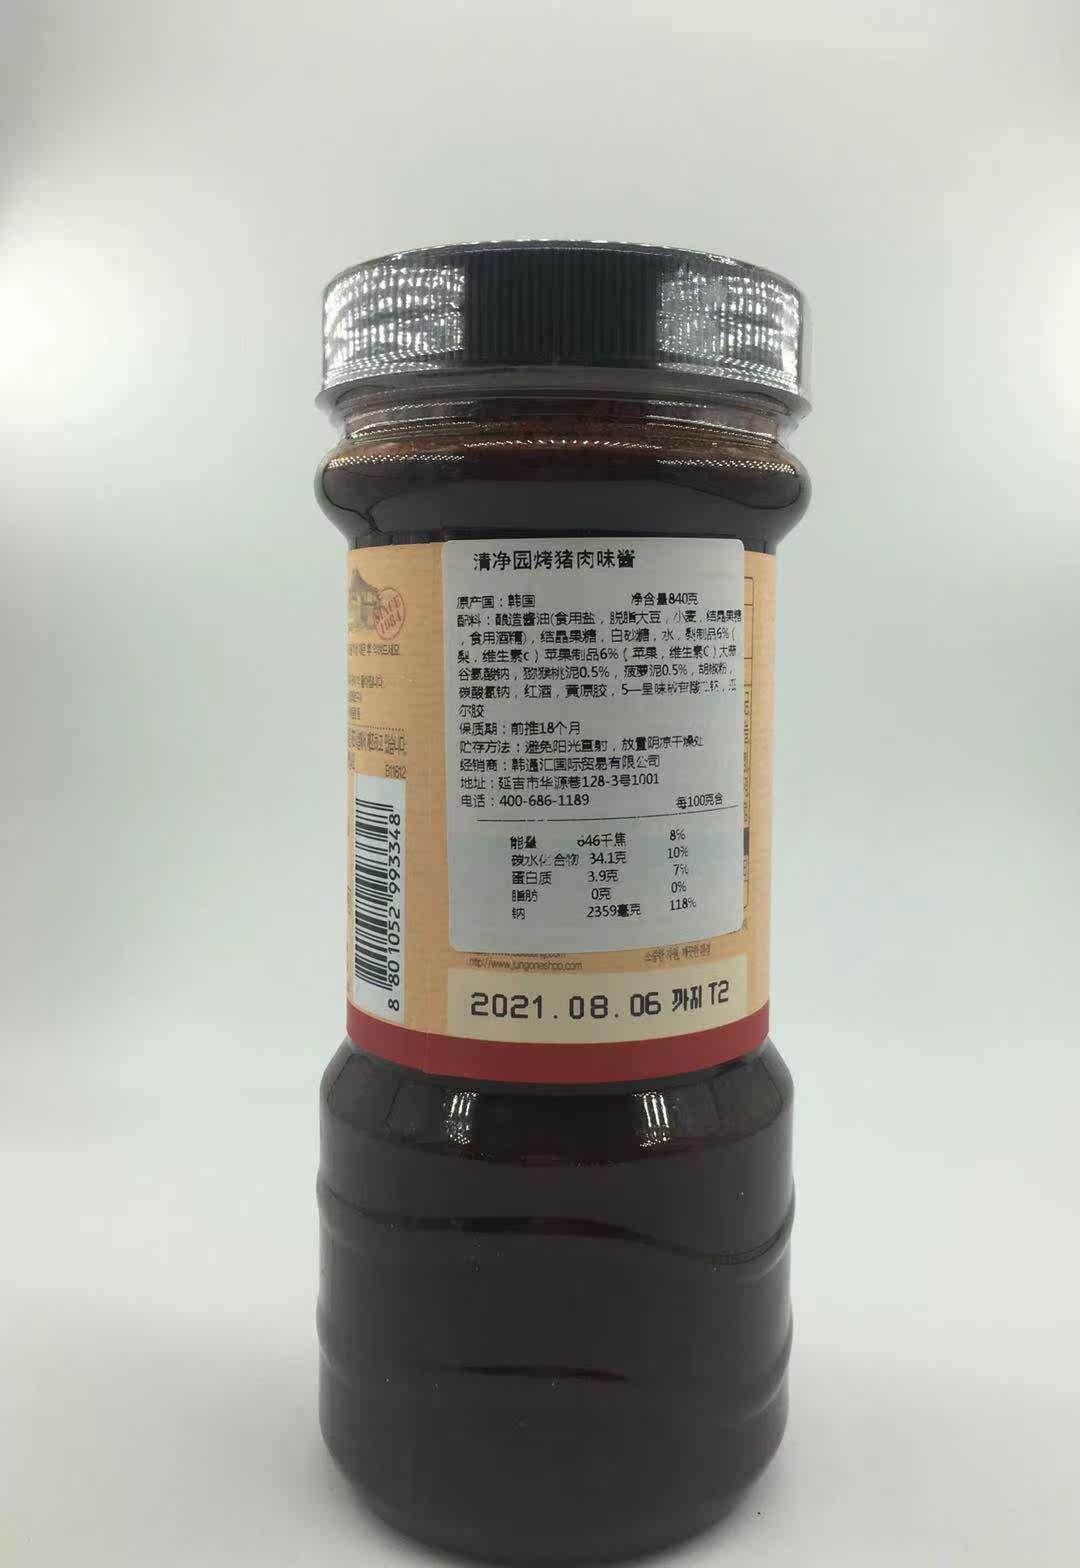 清净园烤猪肉味酱
原产国：韩国 净含量840克
配料：酿造酱油(食用盐，脱脂大豆，小麦，结晶果糖
，食用酒精)，结晶果糖，白砂糖，水，梨制品6%（
梨，维生素c）苹果制品6%（苹果，维生素C）大蒜
谷氨酸钠，猕猴桃泥0.5%，菠萝泥0.5%，胡椒粉，
碳酸氢钠，红酒，黄原胶，5—呈味核苷酸二钠，
尔胶
保质期：前推18个月
贮存方法：避免阳光直射，放置阴凉干燥处
经销商：韩通汇国际贸易有限公司
地址：延吉市华源巷128-3号1001
电话：400-686-1189 每100克含
能量 646千焦 8%
碳水化合物 34.1克 10%
蛋白质 3.9克 7%
脂肪 0克 0%
钠 2359毫克 118%
http://www.jungoneshop.com
2021.08.06 까지 T2
8 801052 993348